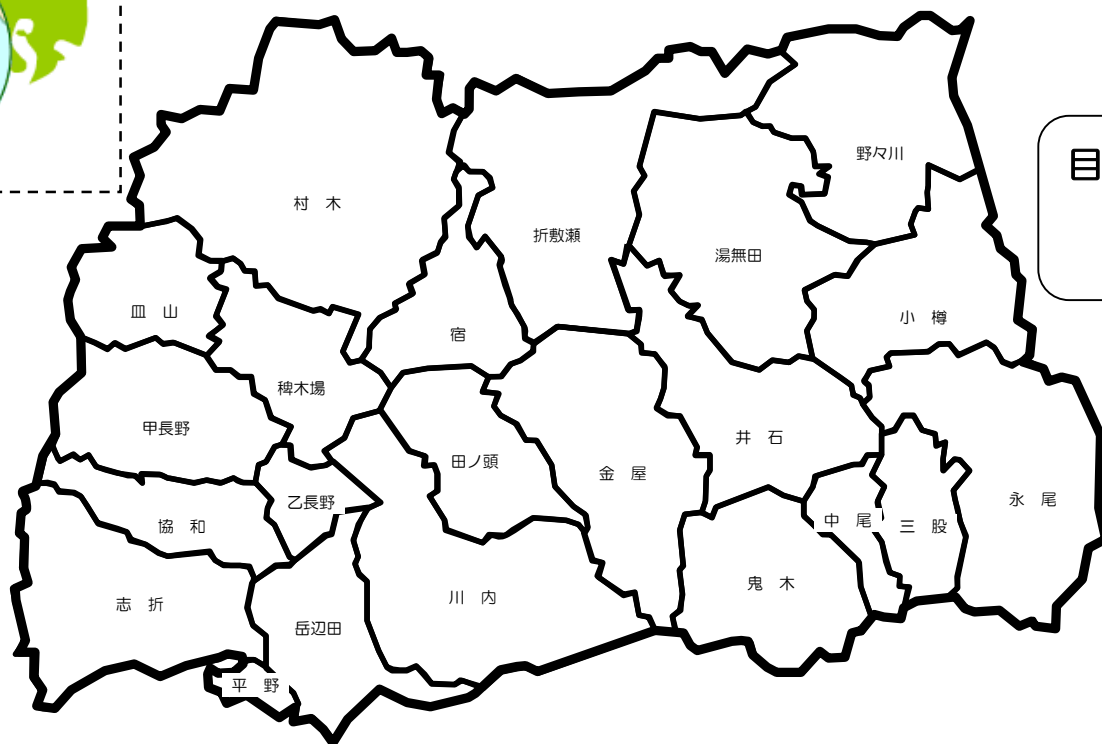 野々川
目
村　木
折敷瀬
湯無田
皿　山
小　樽
宿
稗木場
甲長野
井　石
田ノ頭
金　屋
乙長野
永　尾
中　尾
三　股
協　和
鬼　木
川　内
志　折
岳辺田
平　野